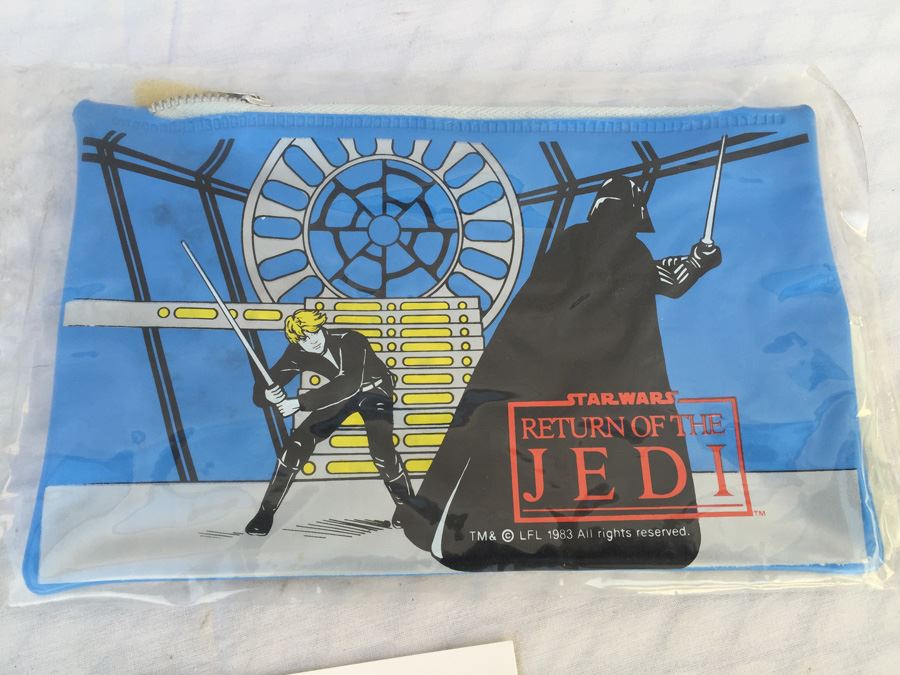 STAR WARS
RETURN OF THE
JEDI
TM
TM& © LFL 1983 All rights reserved.